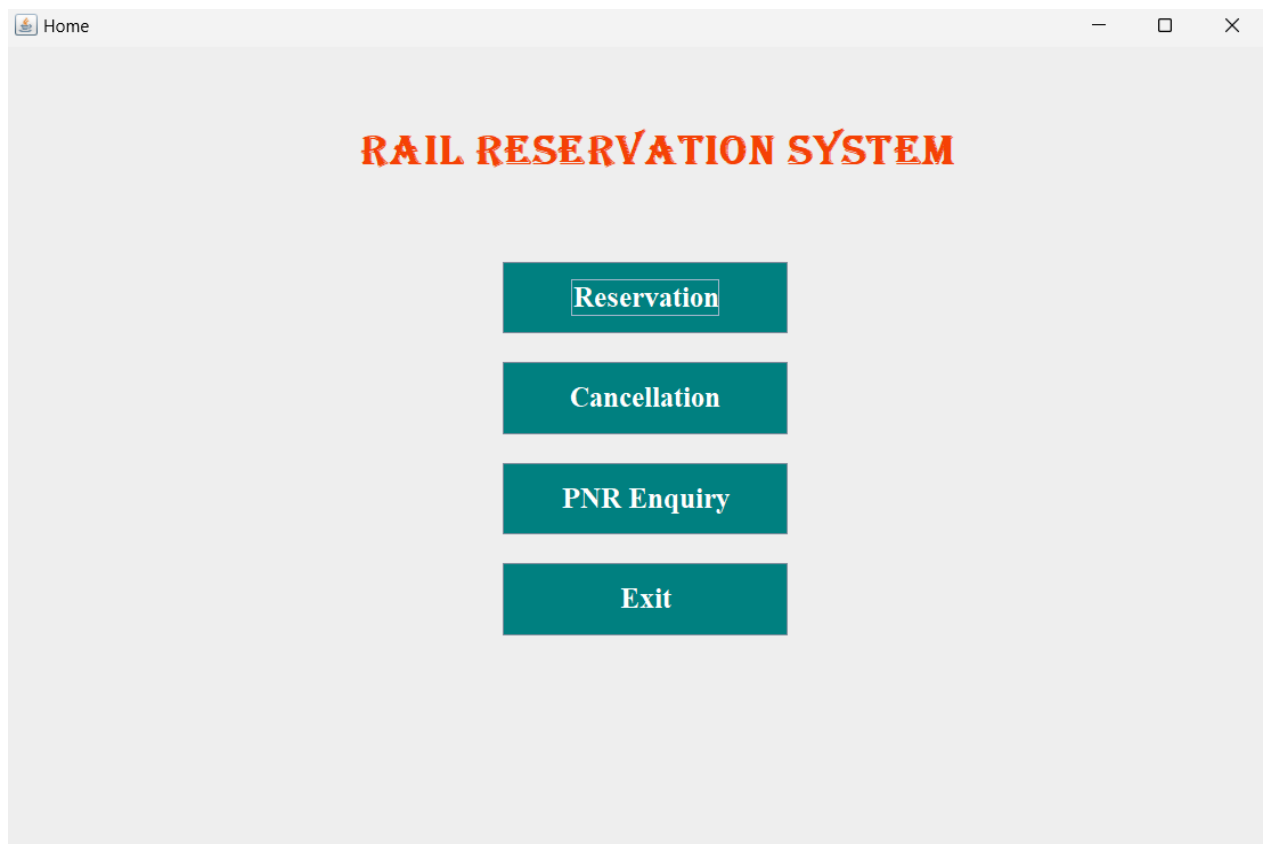 Home
RAIL RESERVATION SYSTEM
Reservation
Cancellation
PNR Enquiry
Exit